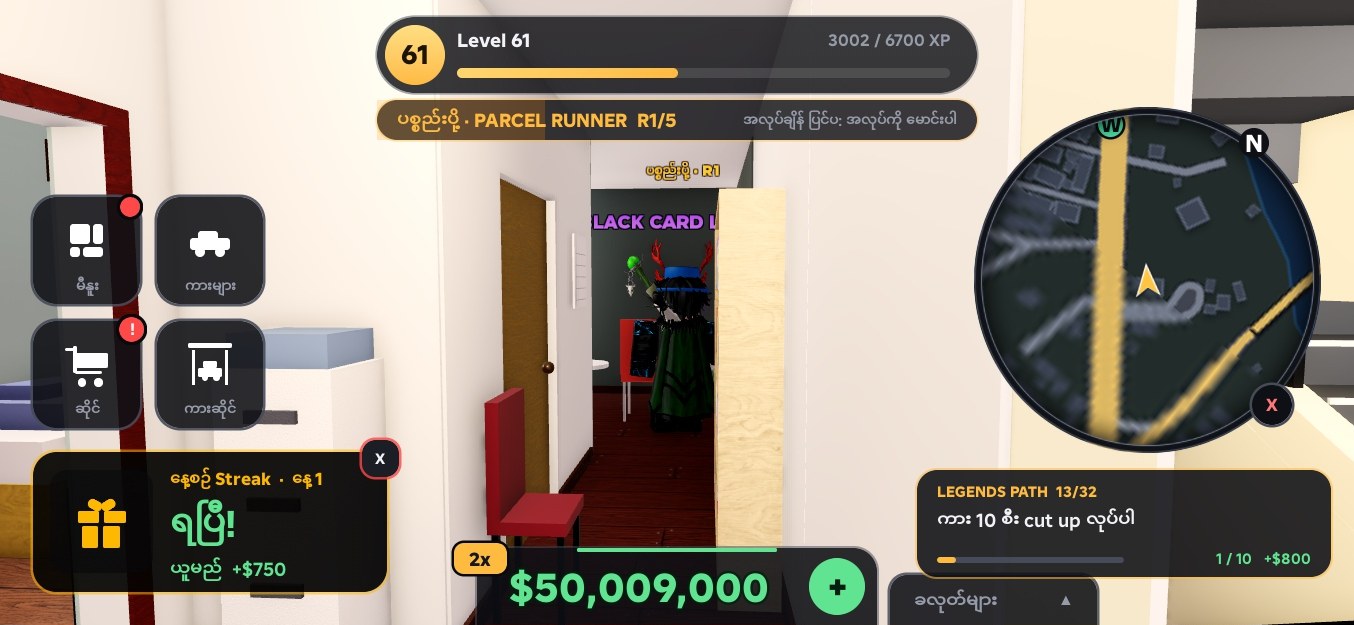 61
Level 61
3002 / 6700 XP
ပစ္စည်းပို့ · PARCEL RUNNER R1/5
အလုပ်ချိန် ပြင်ပ; အလုပ်ကို မောင်းပါ
ပစ္စည်းပို့ · R1
BLACK CARD L
W
N
မီနူး
ကားများ
!
ဆိုင်
ကားဆိုင်
X
X
နေ့စဉ် Streak · နေ့ 1
ရပြီ!
ယူမည် +$750
LEGENDS PATH 13/32
ကား 10 စီး cut up လုပ်ပါ
1 / 10 +$800
2x
$50,009,000
+
ခလုတ်များ ▲